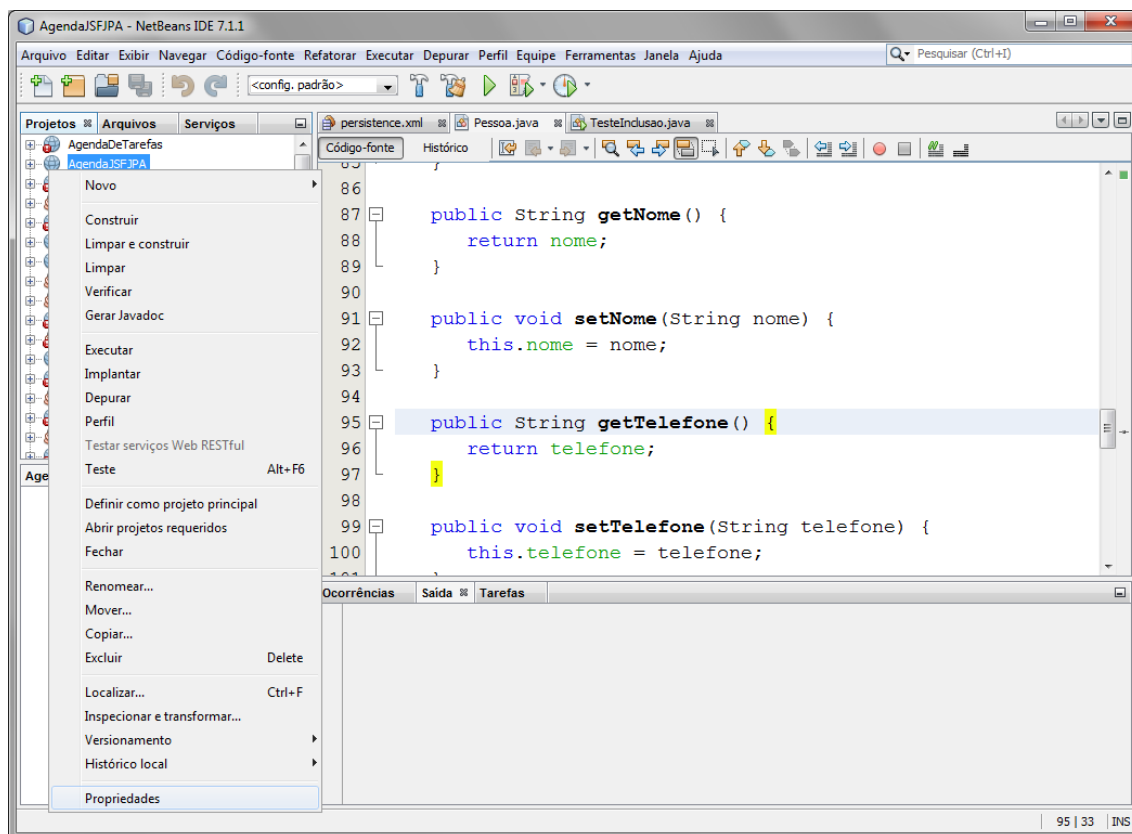 AgendaJSFJPA - NetBeans IDE 7.1.1
Arquivo Editar Exibir Navegar Código-fonte Refatorar Executar Depurar Perfil Equipe Ferramentas Janela Ajuda
Pesquisar (Ctrl+I)
<config. padrão>
Projetos Arquivos Serviços
persistence.xml Pessoa.java TesteInclusao.java
AgendaDeTarefas
AgendaJSFJPA
Código-fonte Histórico
Novo
Construir
Limpar e construir
Limpar
Verificar
Gerar Javadoc
Executar
Implantar
Depurar
Perfil
Testar serviços Web RESTful
Teste Alt+F6
Definir como projeto principal
Abrir projetos requeridos
Fechar
Renomear...
Mover...
Copiar...
Excluir Delete
Localizar... Ctrl+F
Inspecionar e transformar...
Versionamento
Histórico local
Propriedades
Age
85 }
86
87 public String getNome() {
88 return nome;
89 }
90
91 public void setNome(String nome) {
92 this.nome = nome;
93 }
94
95 public String getTelefone() {
96 return telefone;
97 }
98
99 public void setTelefone(String telefone) {
100 this.telefone = telefone;
101 }
Ocorrências Saída Tarefas
95 | 33 INS